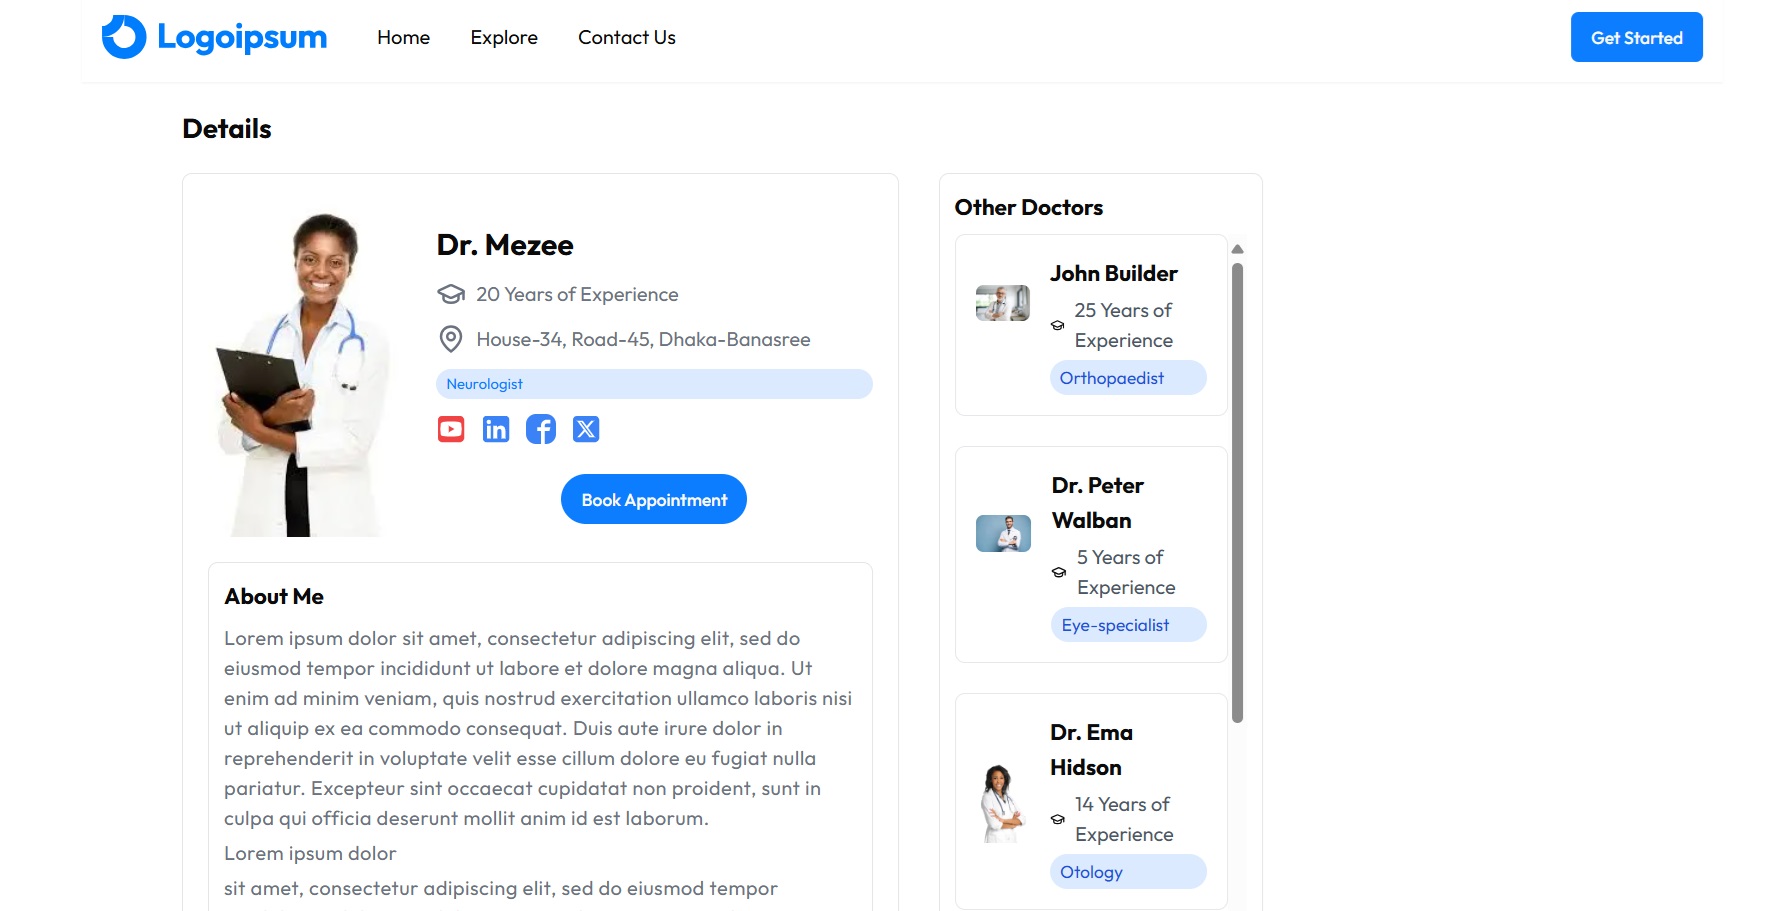 Logoipsum
Home
Explore
Contact Us
Get Started
Details
Dr. Mezee
20 Years of Experience
House-34, Road-45, Dhaka-Banasree
Neurologist
Book Appointment
About Me
Lorem ipsum dolor sit amet, consectetur adipiscing elit, sed do
eiusmod tempor incididunt ut labore et dolore magna aliqua. Ut
enim ad minim veniam, quis nostrud exercitation ullamco laboris nisi
ut aliquip ex ea commodo consequat. Duis aute irure dolor in
reprehenderit in voluptate velit esse cillum dolore eu fugiat nulla
pariatur. Excepteur sint occaecat cupidatat non proident, sunt in
culpa qui officia deserunt mollit anim id est laborum.
Lorem ipsum dolor
sit amet, consectetur adipiscing elit, sed do eiusmod tempor
Other Doctors
John Builder
25 Years of
Experience
Orthopaedist
Dr. Peter
Walban
5 Years of
Experience
Eye-specialist
Dr. Ema
Hidson
14 Years of
Experience
Otology